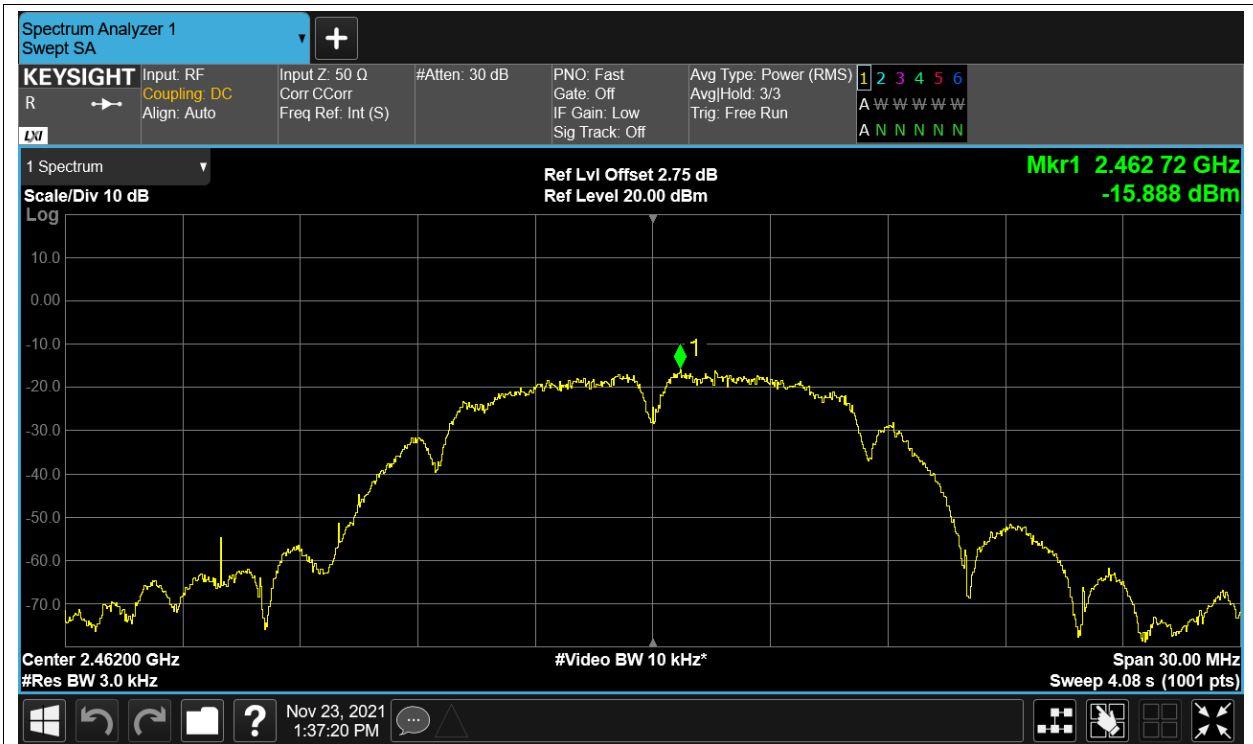 Spectrum Analyzer 1
Swept SA
KEYSIGHT
R
LXI
Input: RF
Coupling: DC
Align: Auto
Input Z: 50 Ω
Corr CCorr
Freq Ref: Int (S)
#Atten: 30 dB
PNO: Fast
Gate: Off
IF Gain: Low
Sig Track: Off
Avg Type: Power (RMS)
Avg|Hold: 3/3
Trig: Free Run
1 2 3 4 5 6
A W W W W W
A N N N N N
1 Spectrum
Scale/Div 10 dB
Log
Ref Lvl Offset 2.75 dB
Ref Level 20.00 dBm
Mkr1 2.462 72 GHz
-15.888 dBm
10.0
0.00
-10.0
-20.0
-30.0
-40.0
-50.0
-60.0
-70.0
1
Center 2.46200 GHz
#Res BW 3.0 kHz
#Video BW 10 kHz*
Span 30.00 MHz
Sweep 4.08 s (1001 pts)
?
Nov 23, 2021
1:37:20 PM